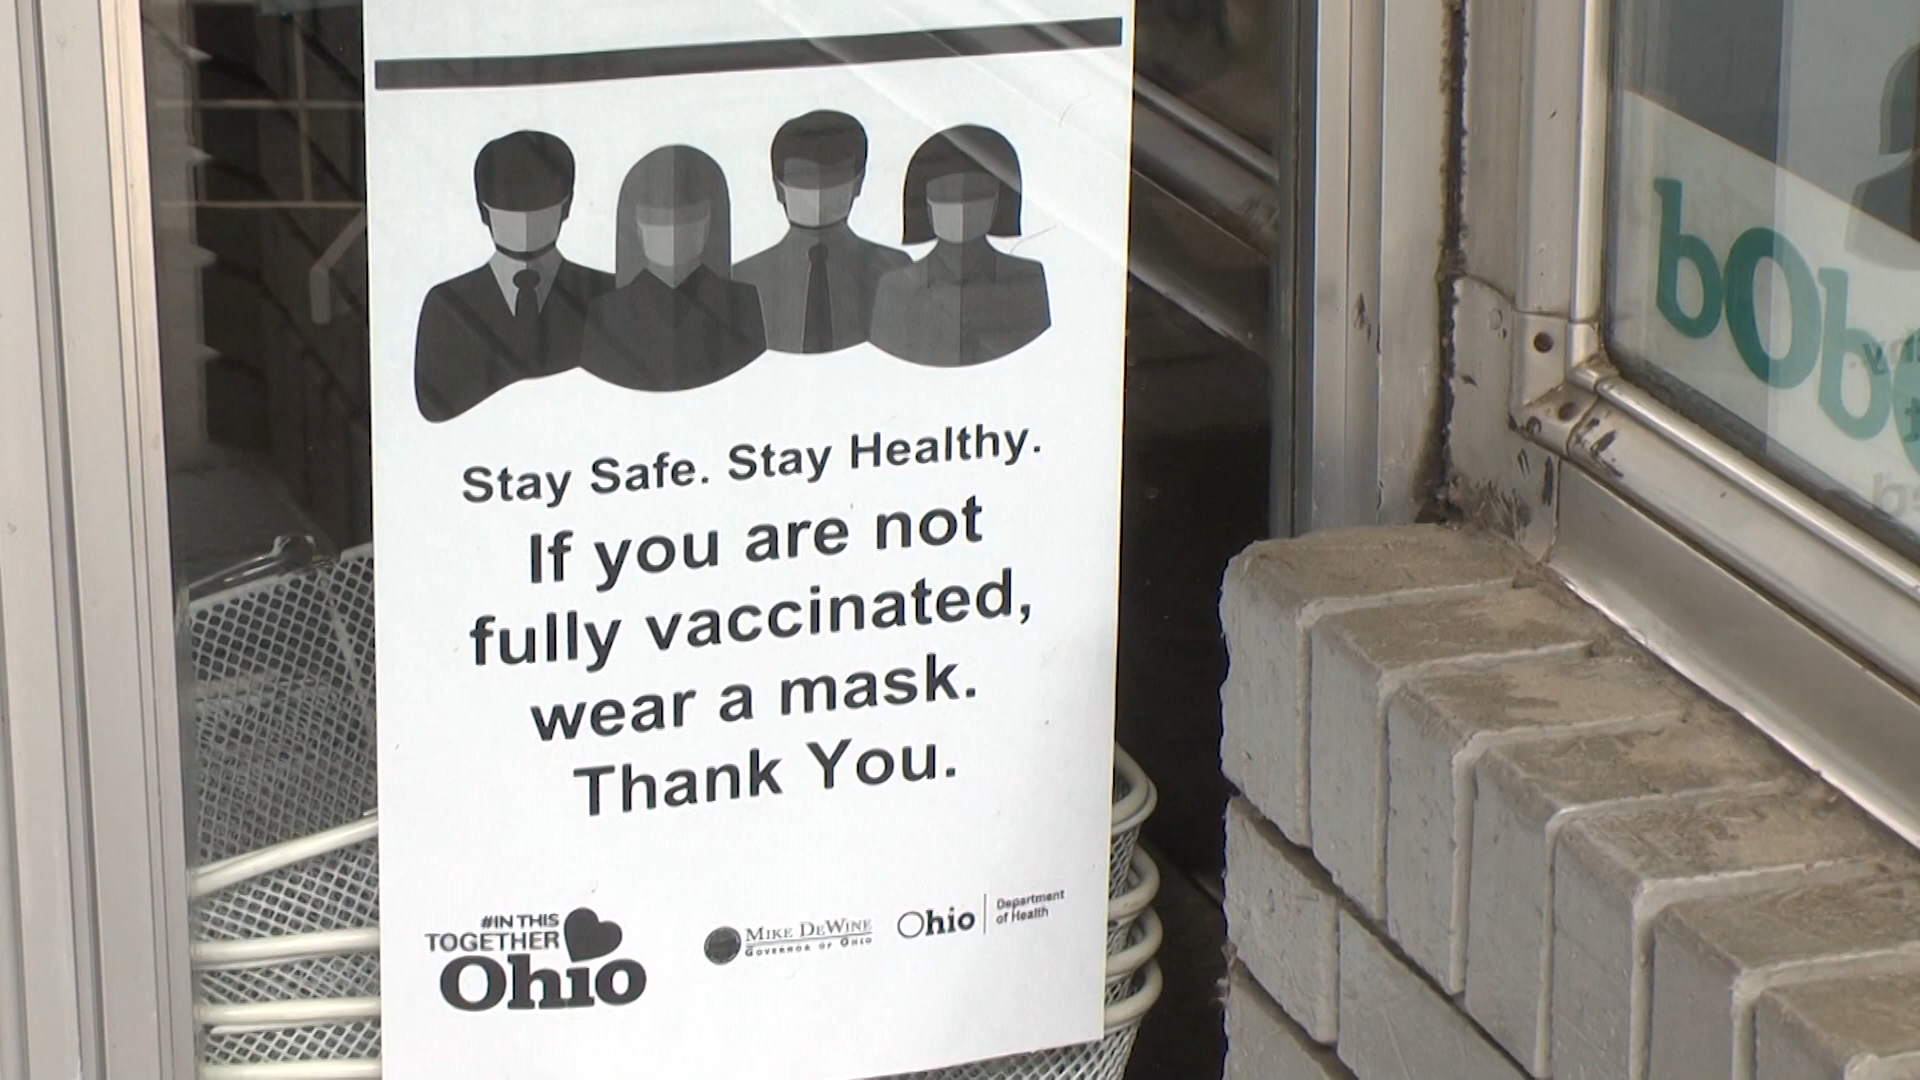 Stay Safe. Stay Healthy.
If you are not
fully vaccinated,
wear a mask.
Thank You.
#IN THIS
TOGETHER
Ohio
MIKE DEWINE
GOVERNOR OF OHIO
Ohio
Department
of Health